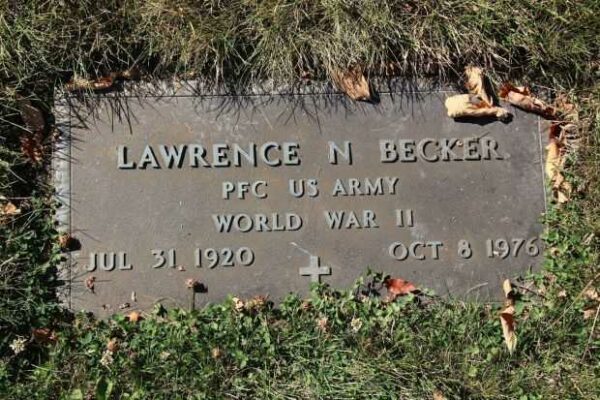 LAWRENCE N BECKER
PFC US ARMY
WORLD WAR II
JUL 31 1920 OCT 8 1976